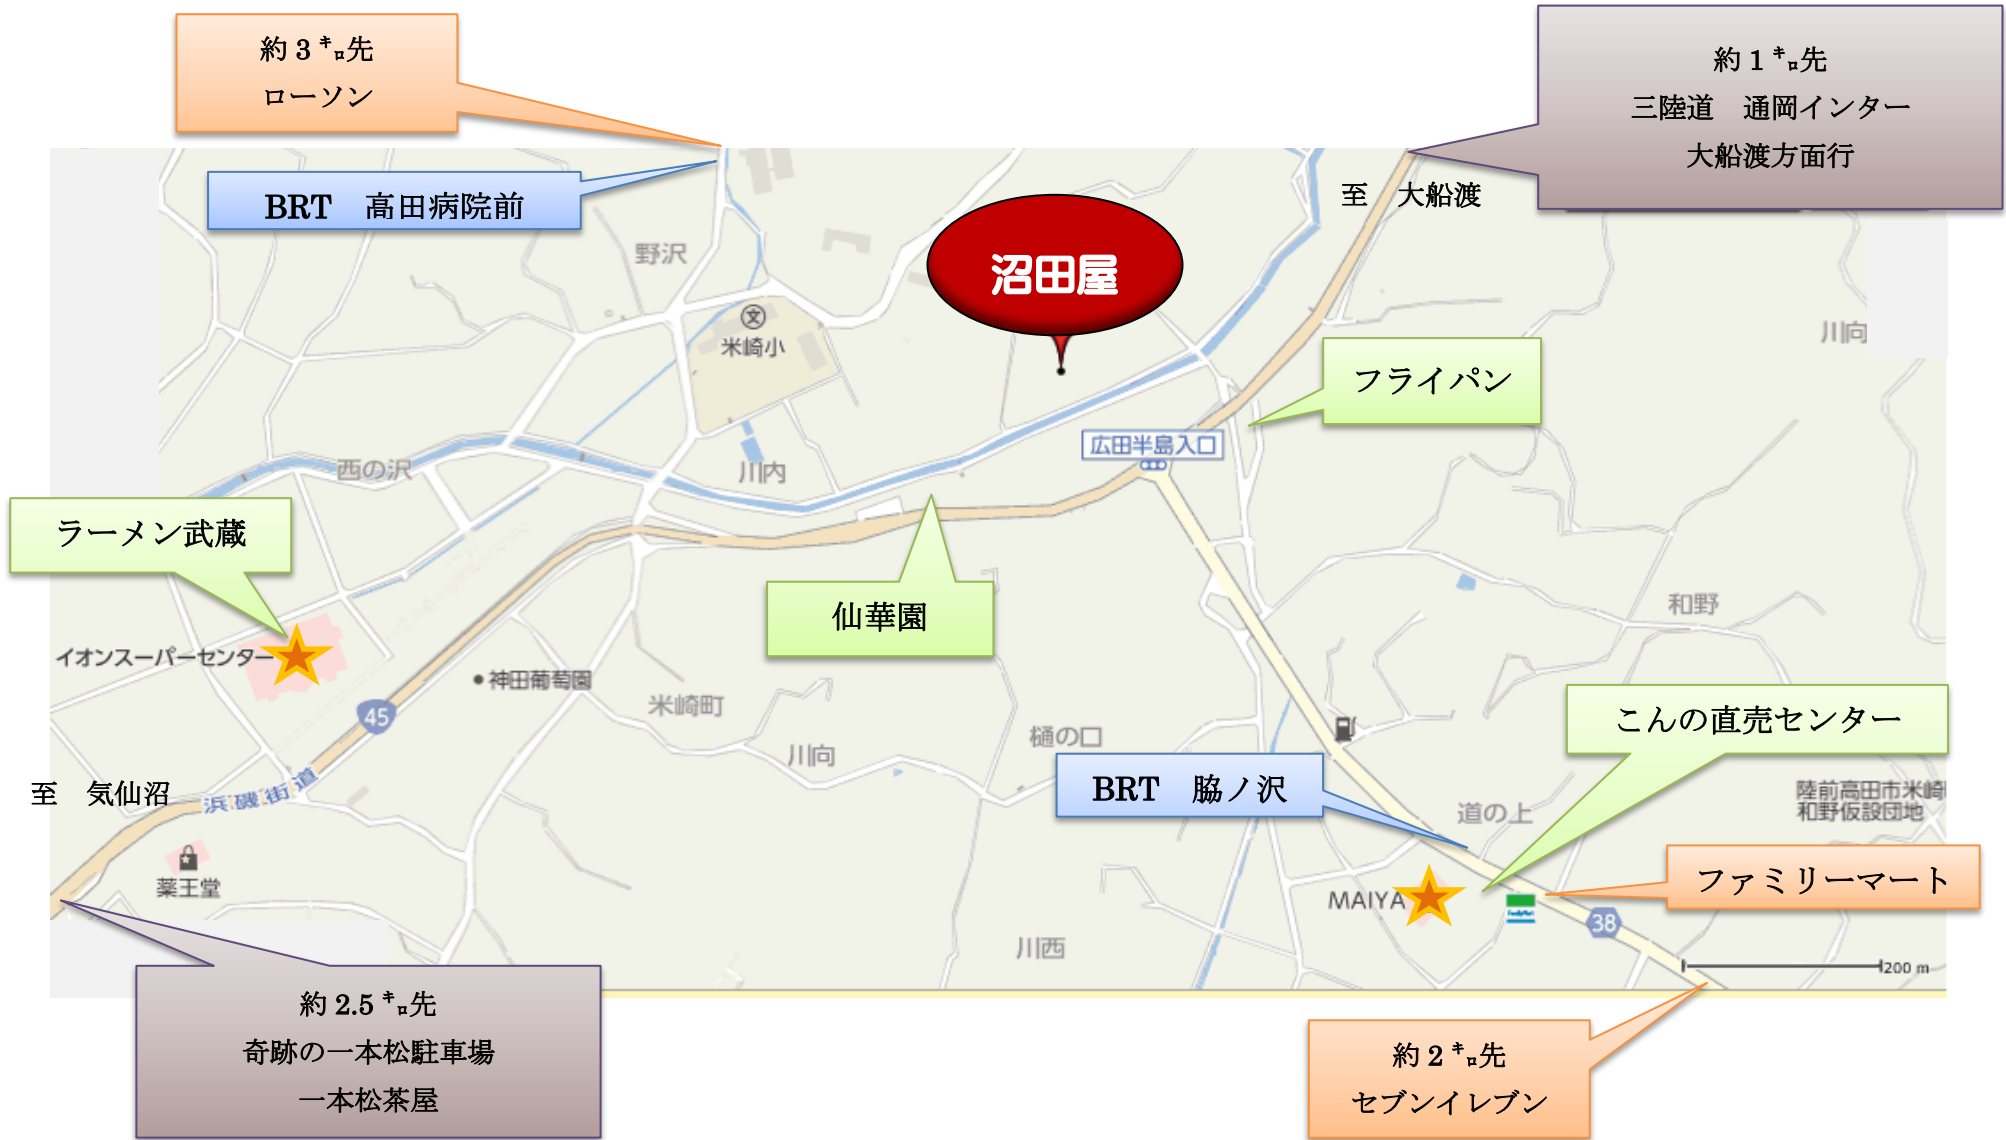 約3㌔先
ローソン
約1㌔先
三陸道　通岡インター
大船渡方面行
BRT　高田病院前
至　大船渡
野沢
沼田屋
文
米崎小
川向
フライパン
広田半島入口
西の沢
川内
ラーメン武蔵
仙華園
和野
イオンスーパーセンター
神田葡萄園
米崎町
45
こんの直売センター
樋の口
川向
BRT　脇ノ沢
至　気仙沼
浜磯街道
道の上
陸前高田市米崎
和野仮設団地
薬王堂
MAIYA
ファミリーマート
FamilyMart
38
川西
200 m
約2.5㌔先
奇跡の一本松駐車場
一本松茶屋
約2㌔先
セブンイレブン